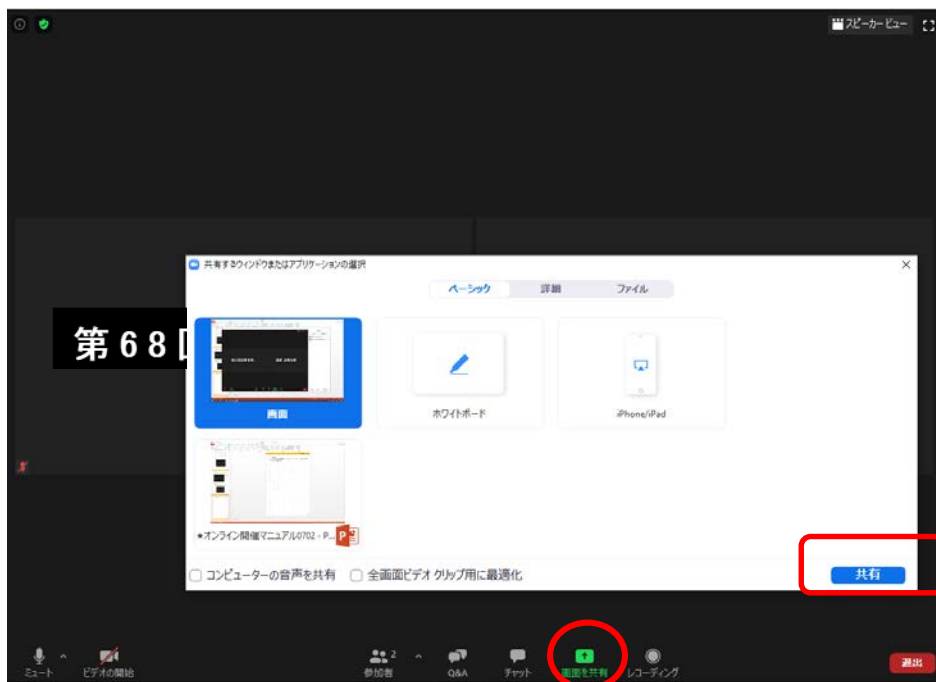 スピーカービュー
共有するウィンドウまたはアプリケーションの選択
ベーシック 詳細 ファイル
第68回
画面 ホワイトボード iPhone/iPad
★オンライン開催マニュアル0702 - P...
コンピューターの音声を共有 全画面ビデオ クリップ用に最適化
共有
ミュート ビデオの開始 参加者 2 Q&A チャット 画面を共有 レコーディング 退出